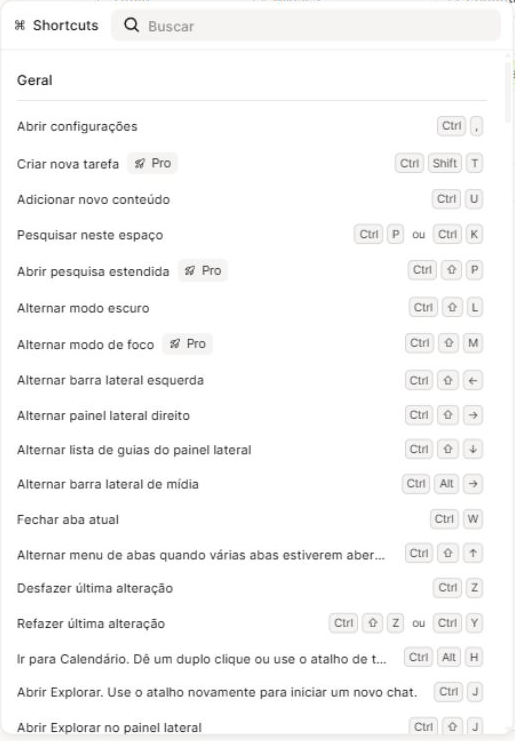 ⌘ Shortcuts Buscar
Geral
Abrir configurações Ctrl ,
Criar nova tarefa Pro Ctrl Shift T
Adicionar novo conteúdo Ctrl U
Pesquisar neste espaço Ctrl P ou Ctrl K
Abrir pesquisa estendida Pro Ctrl ⇧ P
Alternar modo escuro Ctrl ⇧ L
Alternar modo de foco Pro Ctrl ⇧ M
Alternar barra lateral esquerda Ctrl ⇧ ←
Alternar painel lateral direito Ctrl ⇧ →
Alternar lista de guias do painel lateral Ctrl ⇧ ↓
Alternar barra lateral de mídia Ctrl Alt →
Fechar aba atual Ctrl W
Alternar menu de abas quando várias abas estiverem aber... Ctrl ⇧ ↑
Desfazer última alteração Ctrl Z
Refazer última alteração Ctrl ⇧ Z ou Ctrl Y
Ir para Calendário. Dê um duplo clique ou use o atalho de t... Ctrl Alt H
Abrir Explorar. Use o atalho novamente para iniciar um novo chat. Ctrl J
Abrir Explorar no painel lateral Ctrl ⇧ J